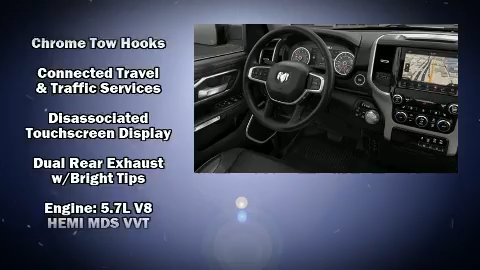 Chrome Tow Hooks
Connected Travel
& Traffic Services
Disassociated
Touchscreen Display
Dual Rear Exhaust
w/Bright Tips
Engine: 5.7L V8
HEMI MDS VVT